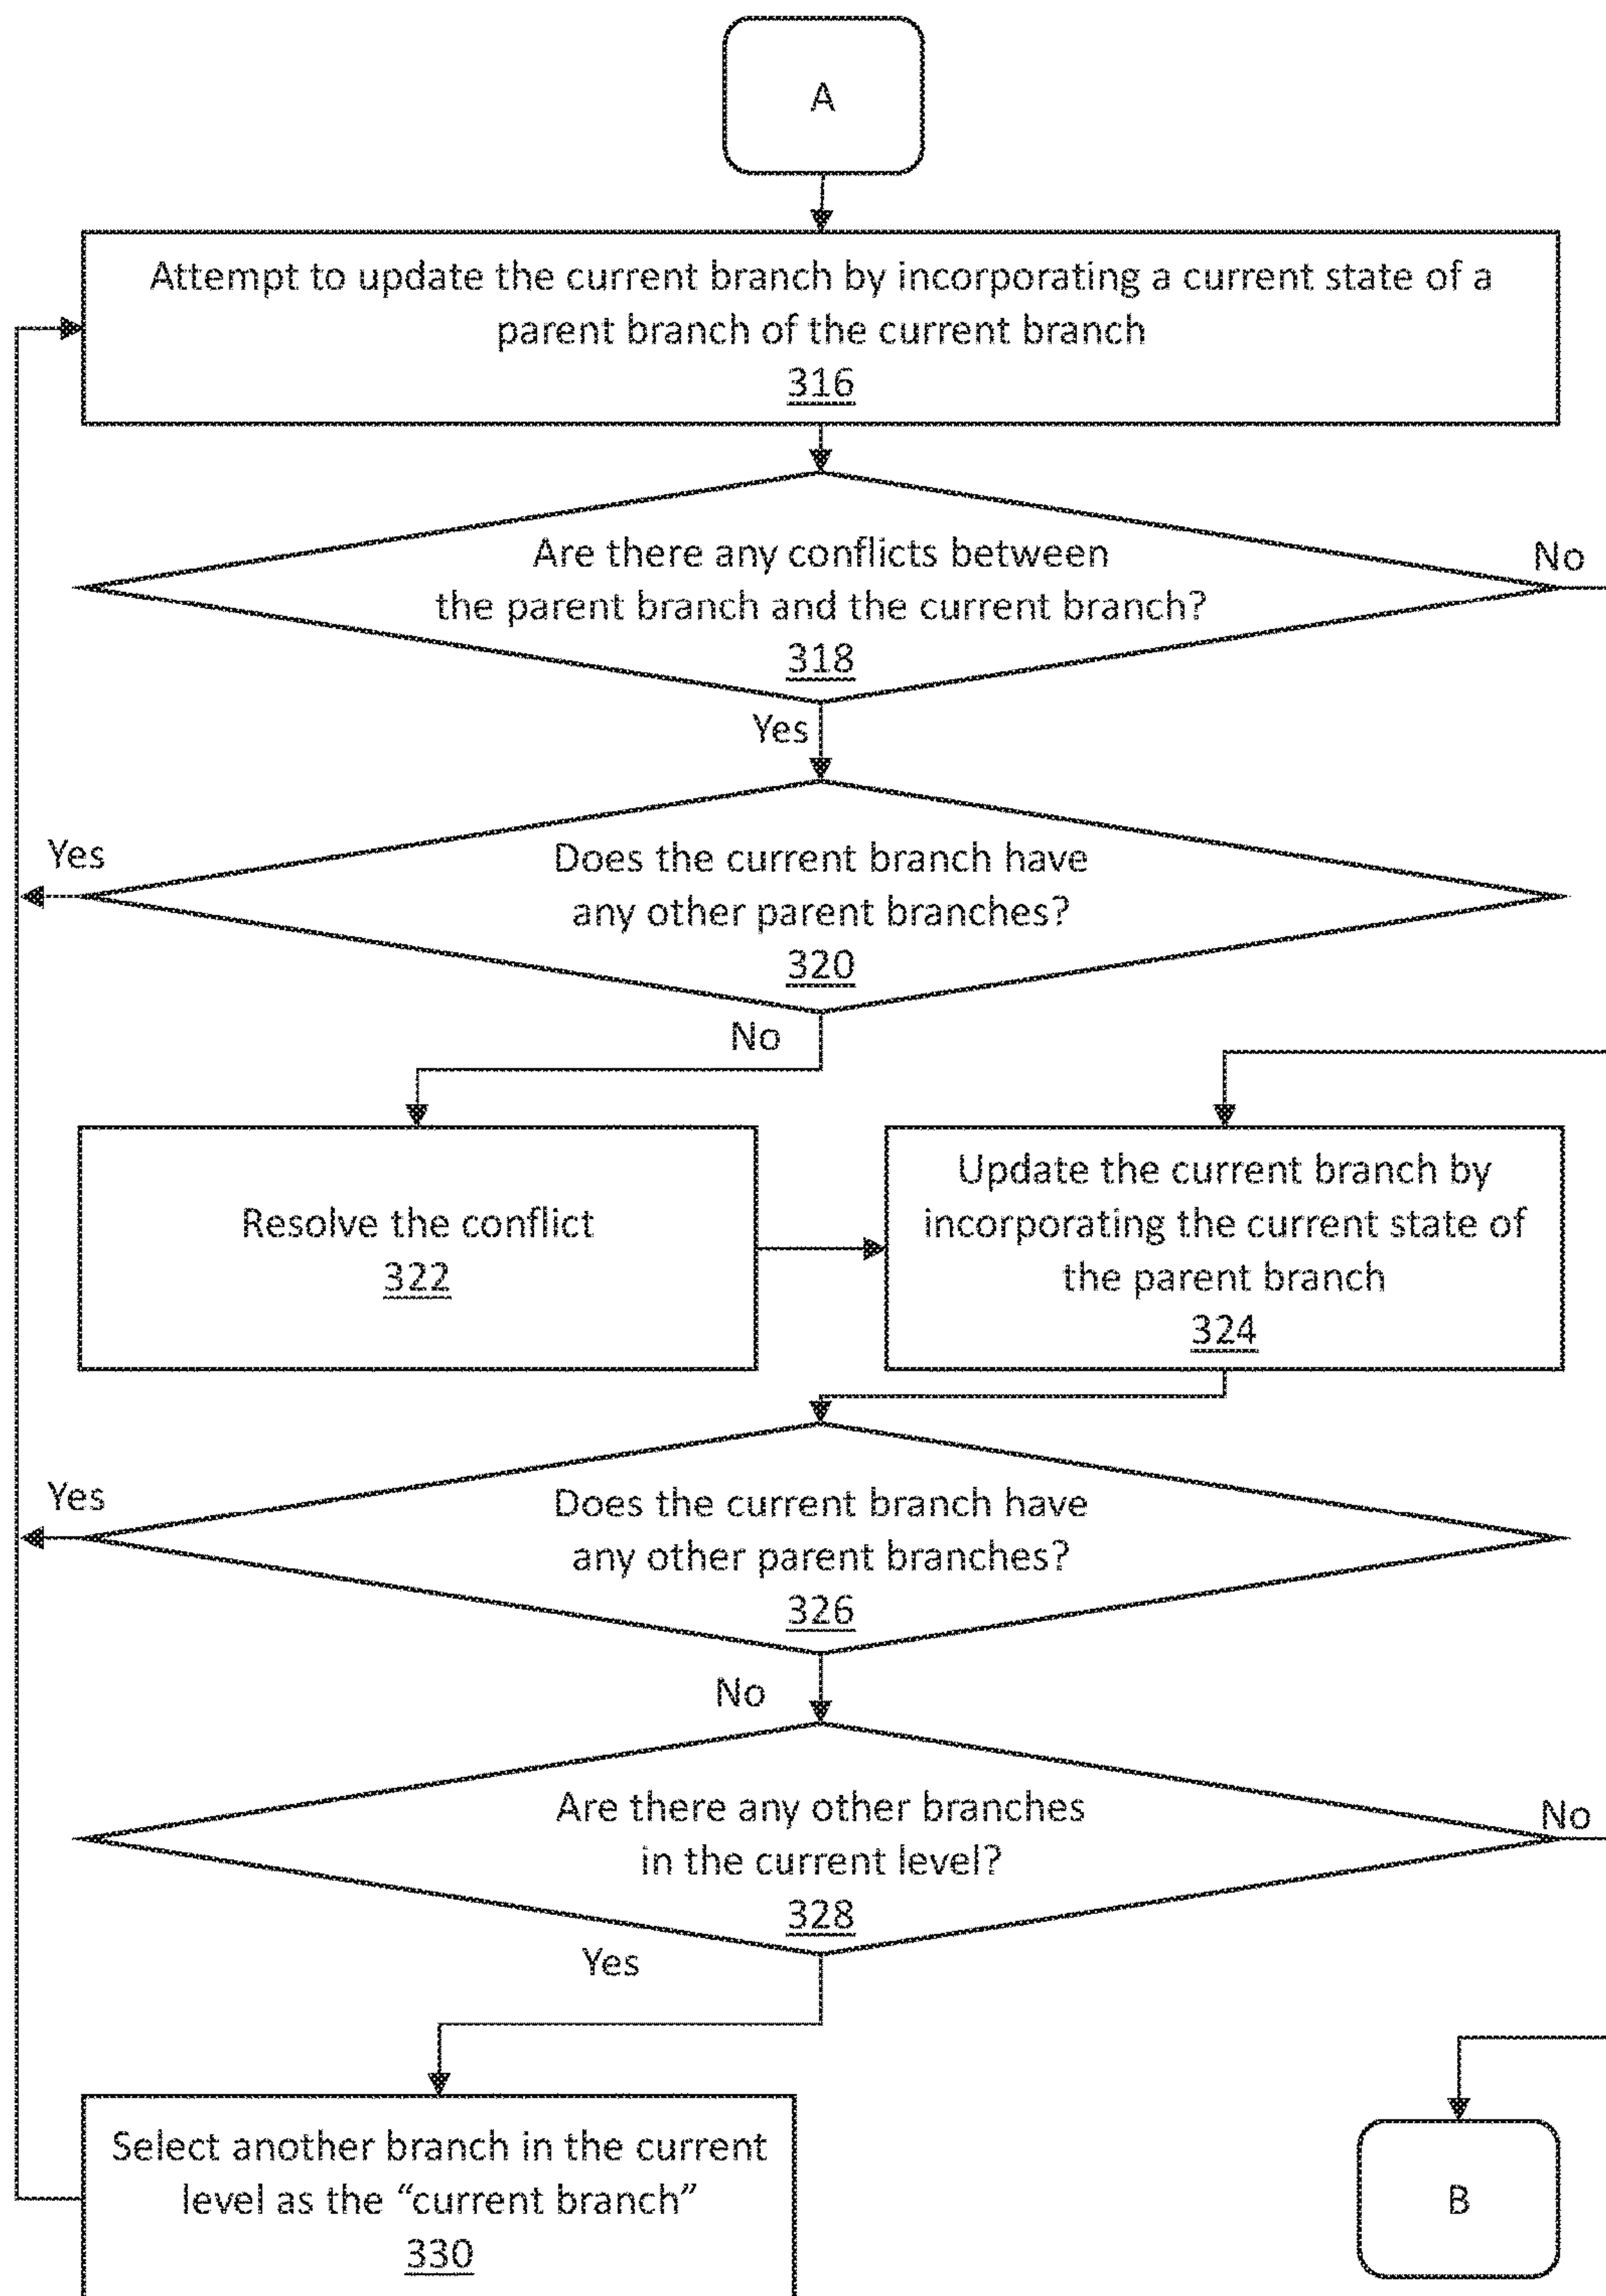 A
Attempt to update the current branch by incorporating a current state of a
parent branch of the current branch
316
Are there any conflicts between
the parent branch and the current branch?
318
No
Yes
Does the current branch have
any other parent branches?
320
Yes
No
Resolve the conflict
322
Update the current branch by
incorporating the current state of
the parent branch
324
Does the current branch have
any other parent branches?
326
Yes
No
Are there any other branches
in the current level?
328
No
Yes
Select another branch in the current
level as the “current branch”
330
B